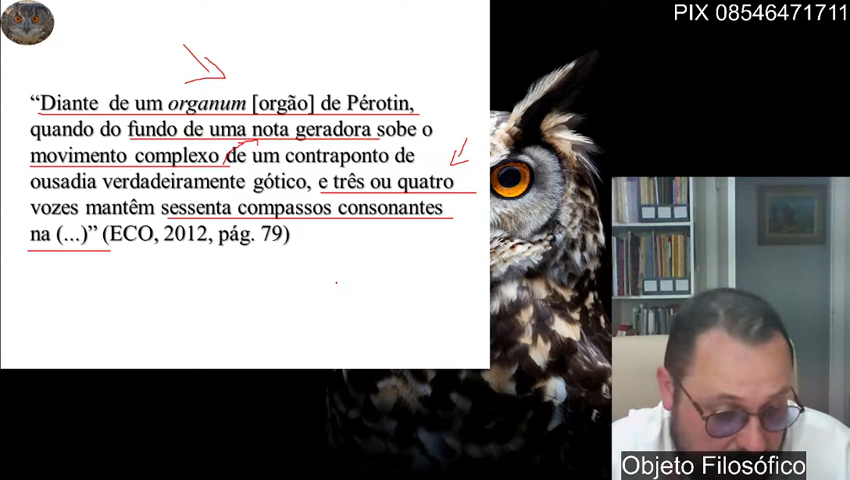 PIX 08546471711
“Diante de um organum [orgão] de Pérotin,
quando do fundo de uma nota geradora sobe o
movimento complexo de um contraponto de
ousadia verdadeiramente gótico, e três ou quatro
vozes mantêm sessenta compassos consonantes
na (...)” (ECO, 2012, pág. 79)
Objeto Filosófico